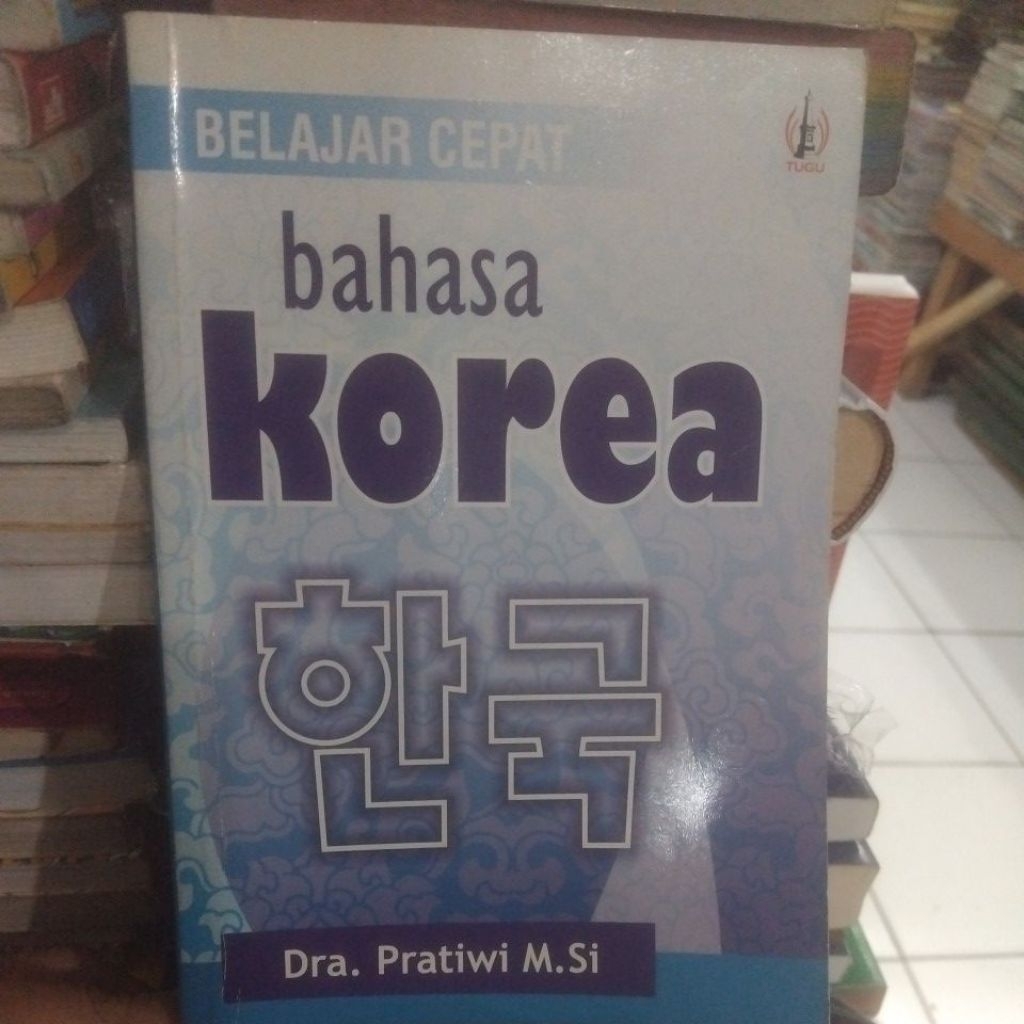 BELAJAR CEPAT
TUGU
bahasa
korea
한국
Dra. Pratiwi M.Si